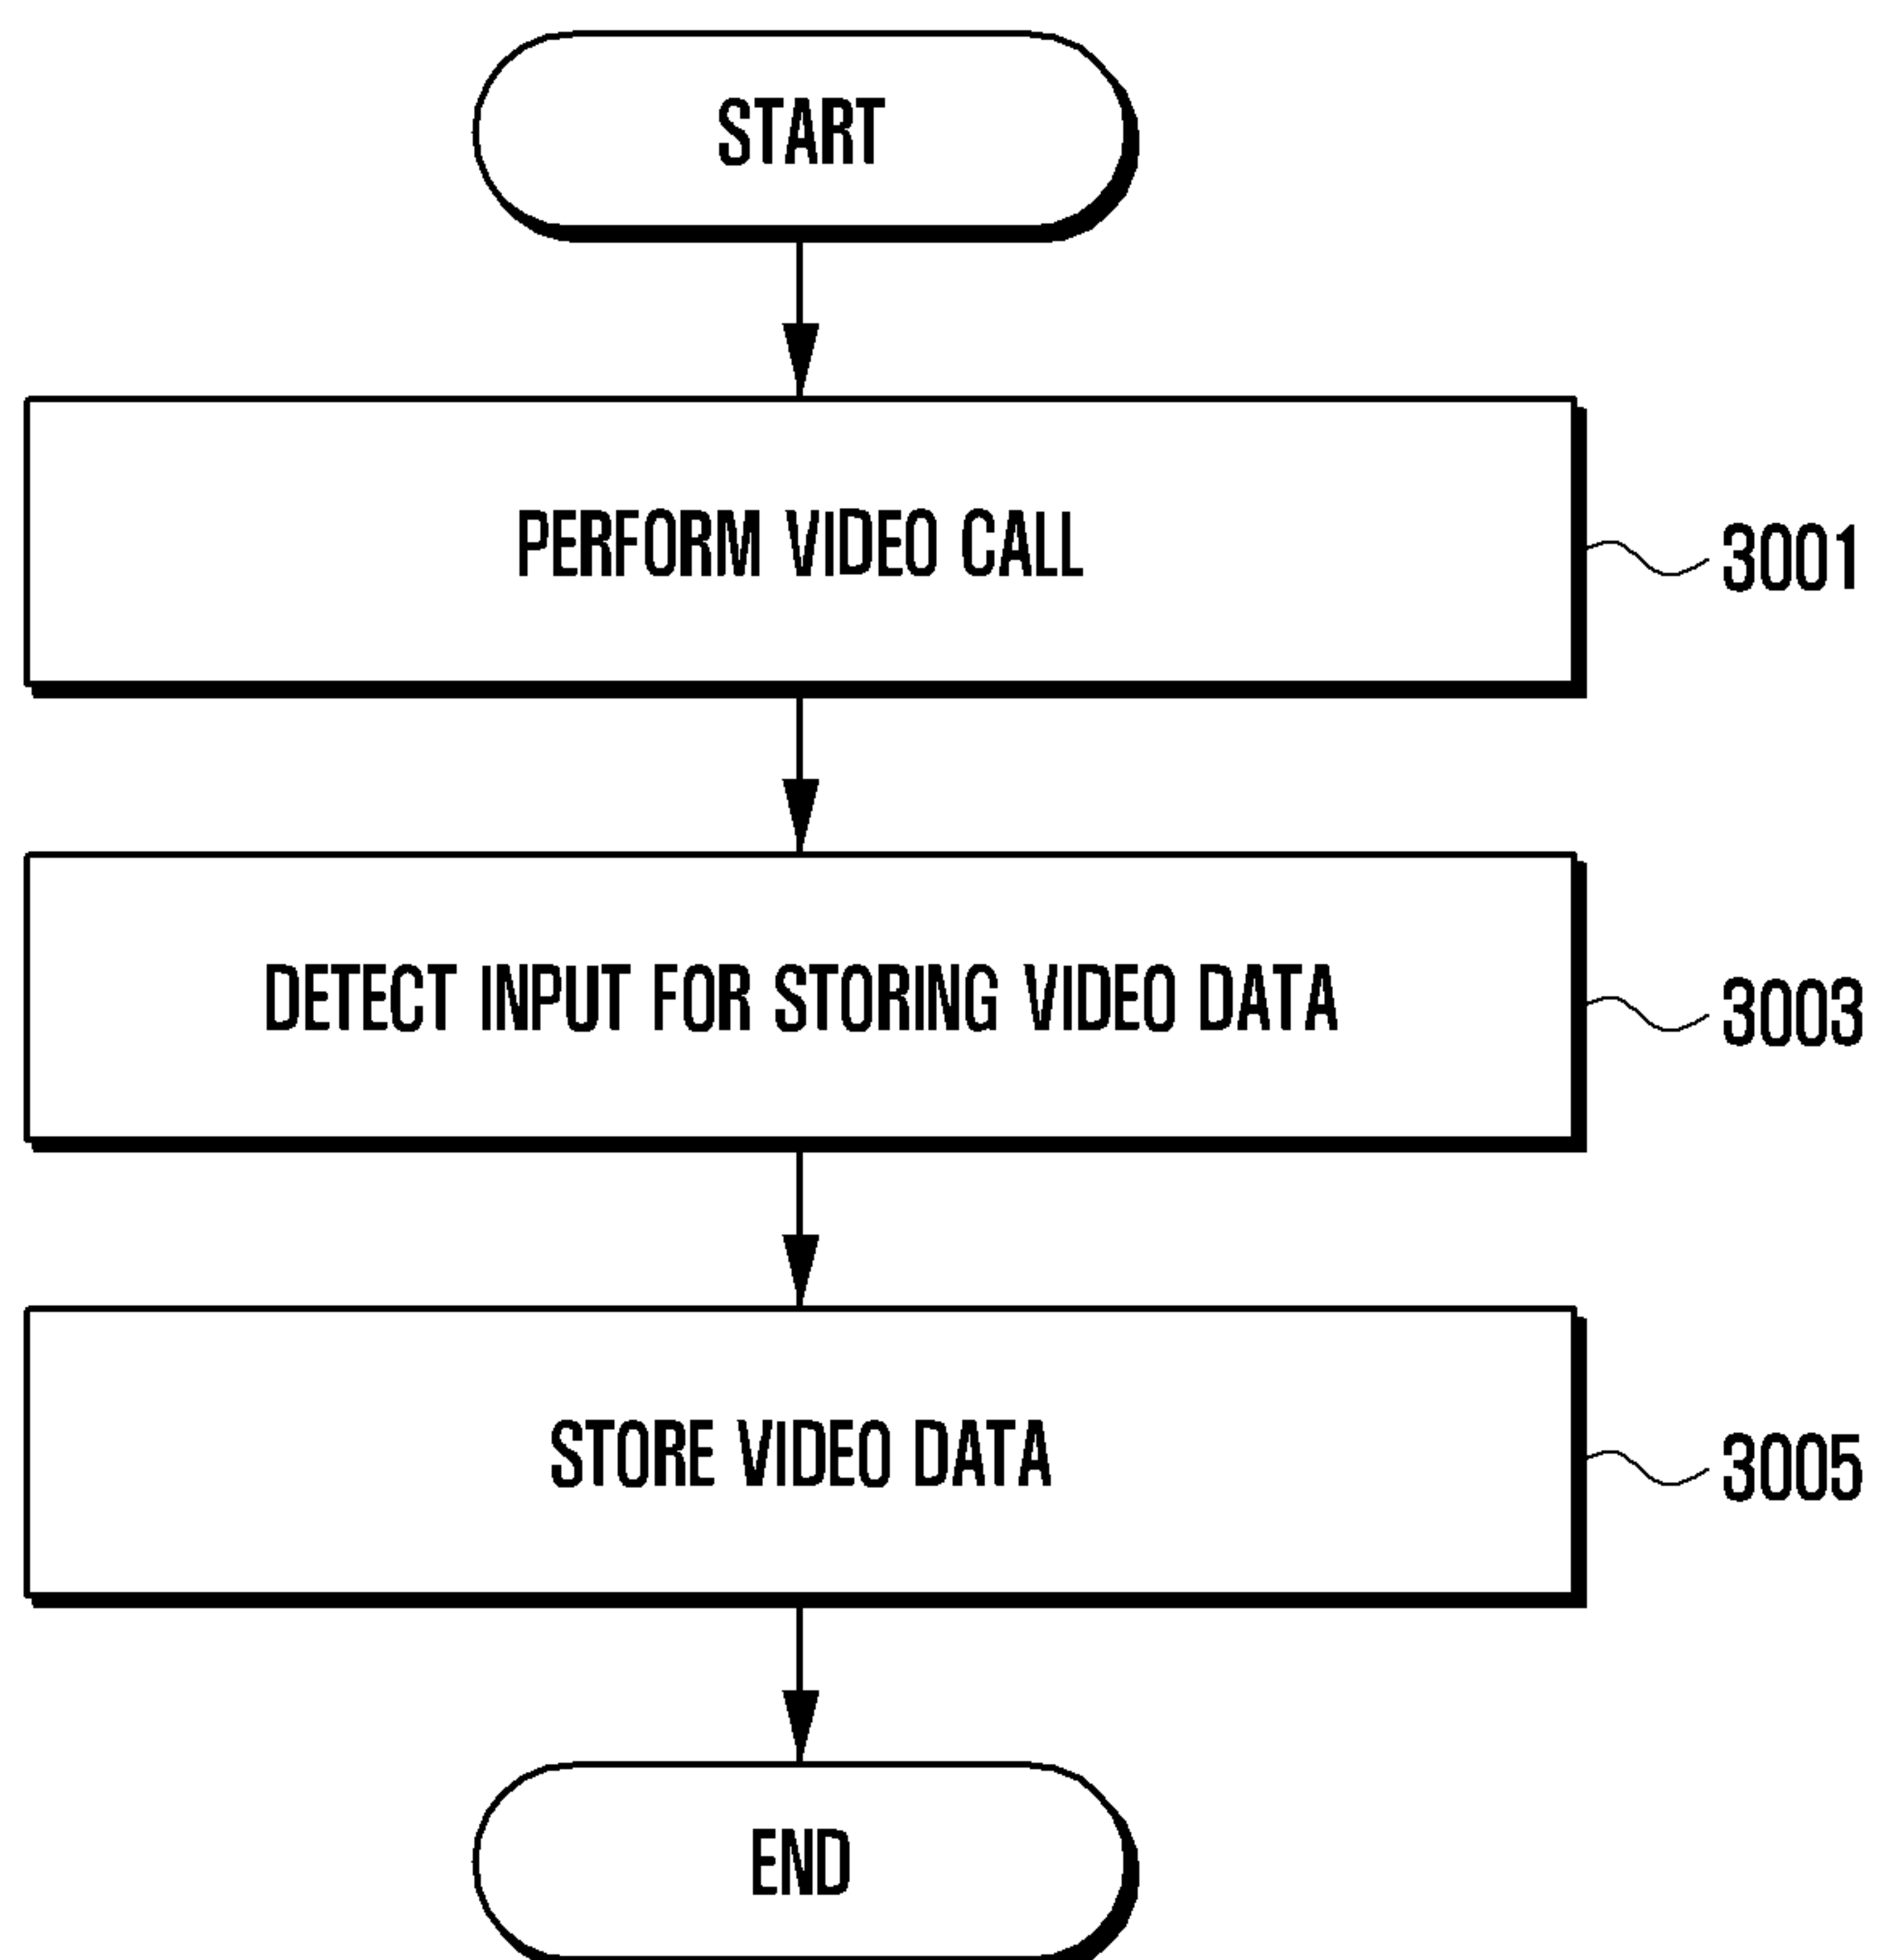 START
PERFORM VIDEO CALL
3001
DETECT INPUT FOR STORING VIDEO DATA
3003
STORE VIDEO DATA
3005
END